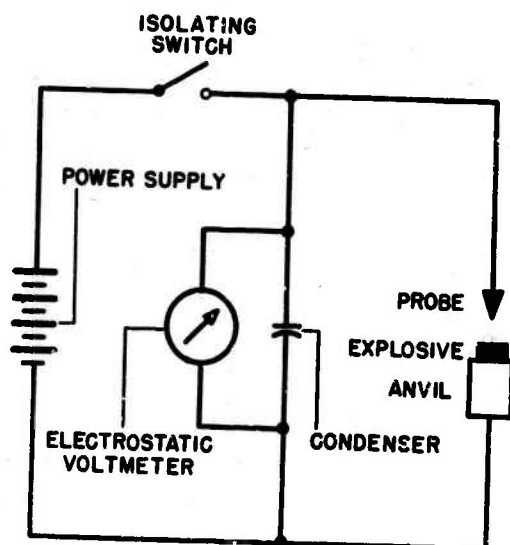 ISOLATING
SWITCH
POWER SUPPLY
PROBE
EXPLOSIVE
ANVIL
ELECTROSTATIC
VOLTMETER
CONDENSER